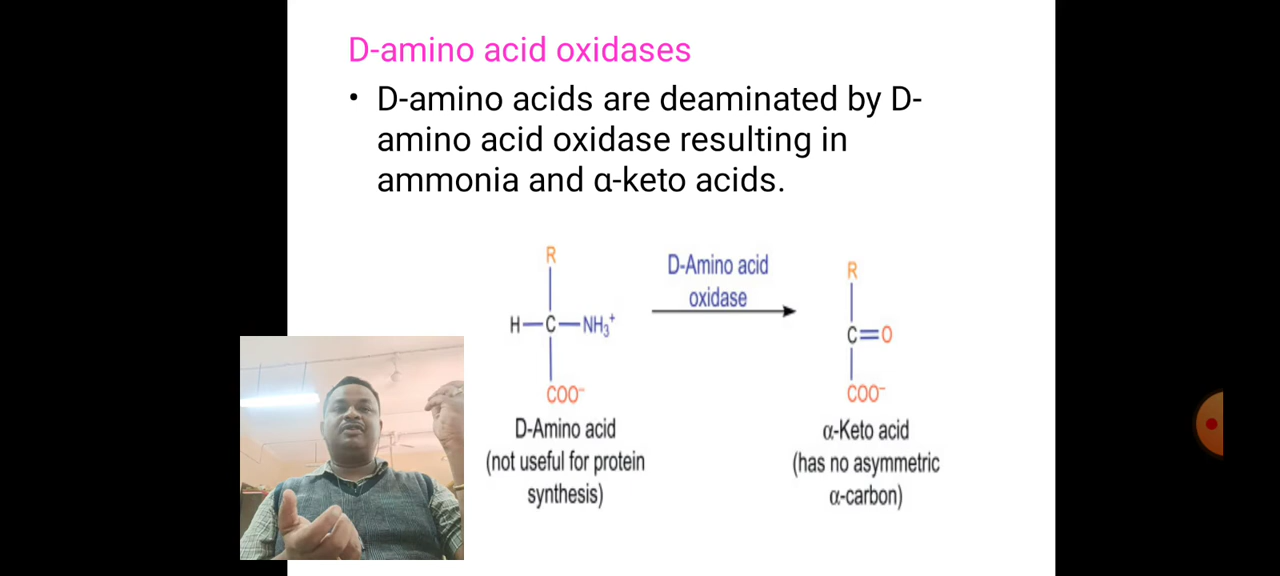 D-amino acid oxidases
• D-amino acids are deaminated by D-
amino acid oxidase resulting in
ammonia and α-keto acids.
R
H—C—NH₃⁺
COO⁻
D-Amino acid
(not useful for protein
synthesis)
D-Amino acid
oxidase
R
C=O
COO⁻
α-Keto acid
(has no asymmetric
α-carbon)